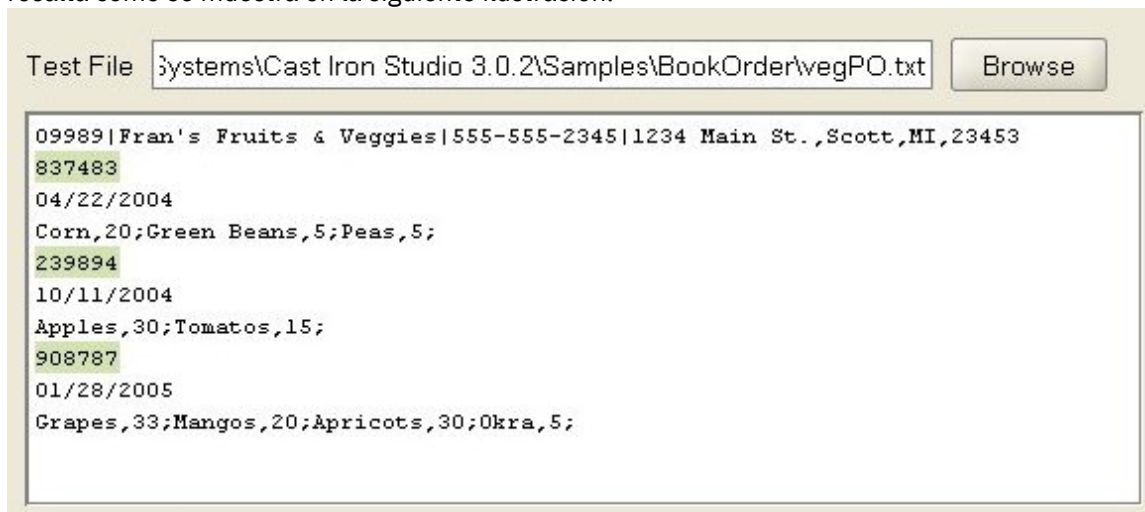 Test File ystems\Cast Iron Studio 3.0.2\Samples\BookOrder\vegPO.txt Browse
09989|Fran's Fruits & Veggies|555-555-2345|1234 Main St.,Scott,MI,23453
837483
04/22/2004
Corn,20;Green Beans,5;Peas,5;
239894
10/11/2004
Apples,30;Tomatos,15;
908787
01/28/2005
Grapes,33;Mangos,20;Apricots,30;Okra,5;